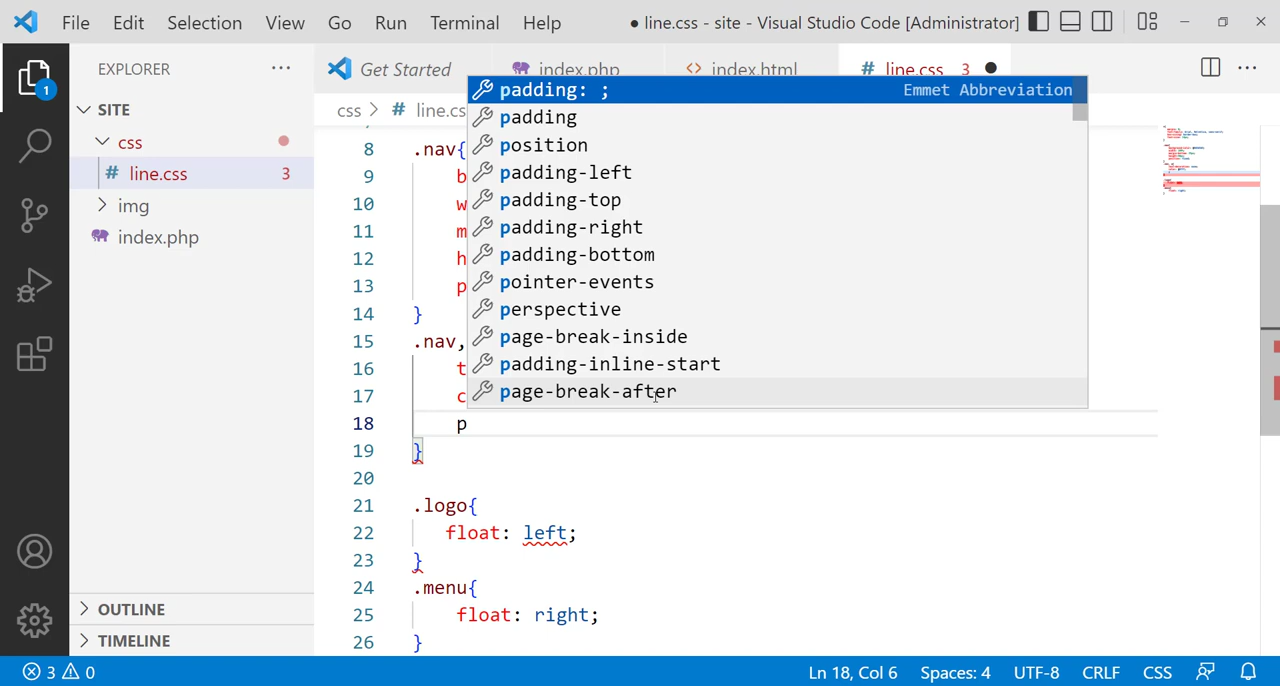 File Edit Selection View Go Run Terminal Help ● line.css - site - Visual Studio Code [Administrator]
EXPLORER ···
Get Started index.php index.html # line.css 3 ● ···
SITE
css
# line.css 3
img
index.php
1
css > # line.cs
8 .nav{
9 b
10 w
11 m
12 h
13 p
14 }
15 .nav,
16 t
17 c
18 p
19 }
20
21 .logo{
22 float: left;
23 }
24 .menu{
25 float: right;
26 }
padding: ; Emmet Abbreviation
padding
position
padding-left
padding-top
padding-right
padding-bottom
pointer-events
perspective
page-break-inside
padding-inline-start
page-break-after
OUTLINE
TIMELINE
3 0 Ln 18, Col 6 Spaces: 4 UTF-8 CRLF CSS